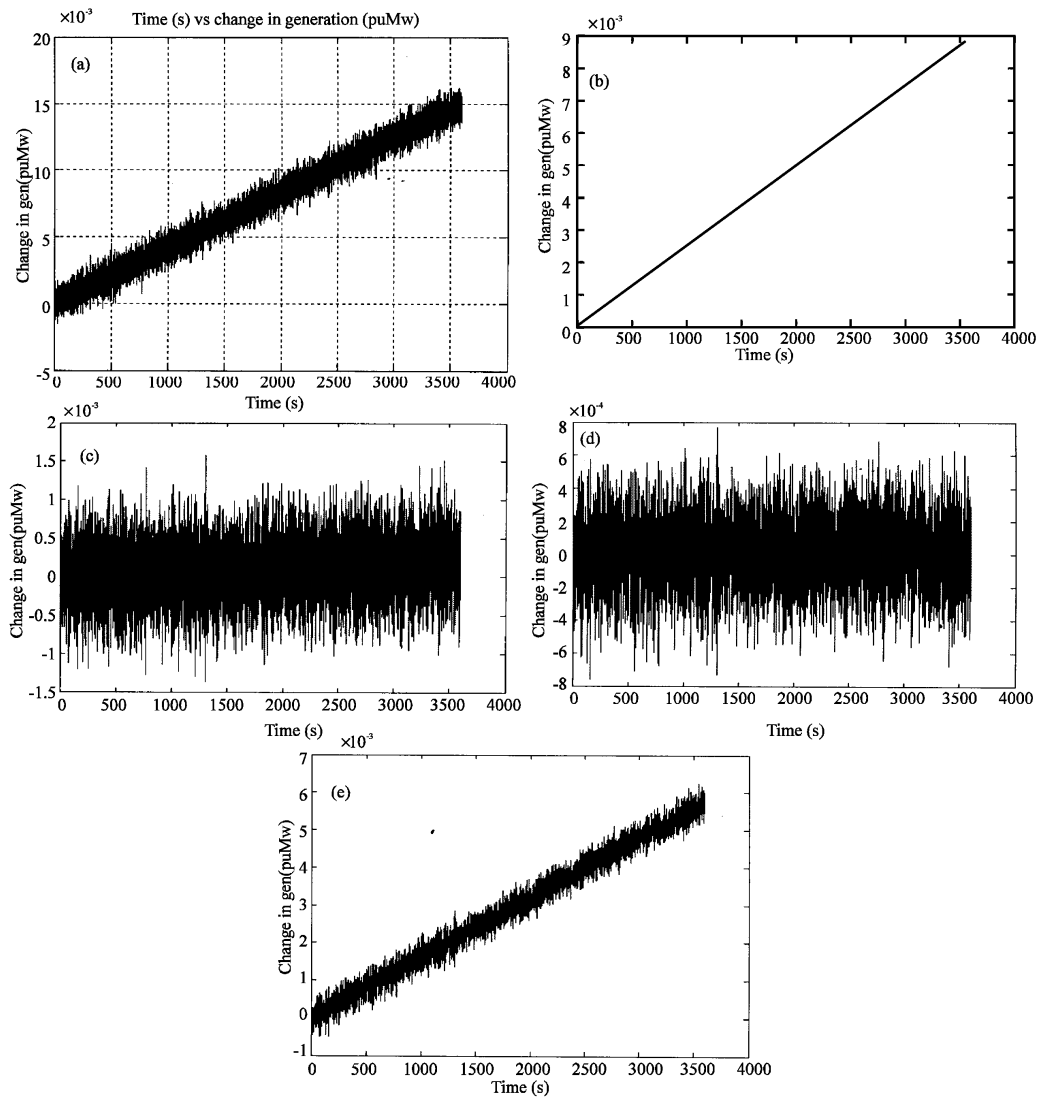 ×10⁻³ Time (s) vs change in generation (puMw)
(a)
Change in gen(puMw)
20
15
10
5
0
-5
0 500 1000 1500 2000 2500 3000 3500 4000
Time (s)
(b)
×10⁻³
Change in gen(puMw)
9
8
7
6
5
4
3
2
1
0
0 500 1000 1500 2000 2500 3000 3500 4000
Time (s)
×10⁻³
(c)
Change in gen(puMw)
2
1.5
1
0.5
0
-0.5
-1
-1.5
0 500 1000 1500 2000 2500 3000 3500 4000
Time (s)
×10⁻⁴
(d)
Change in gen(puMw)
8
6
4
2
0
-2
-4
-6
-8
0 500 1000 1500 2000 2500 3000 3500 4000
Time (s)
×10⁻³
(e)
Change in gen(puMw)
7
6
5
4
3
2
1
0
-1
0 500 1000 1500 2000 2500 3000 3500 4000
Time (s)